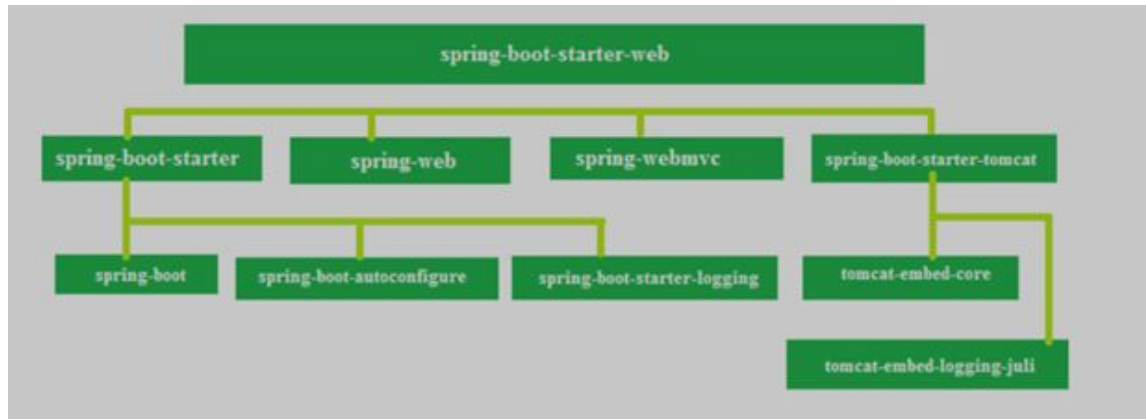 spring-boot-starter-web
spring-boot-starter
spring-web
spring-webmvc
spring-boot-starter-tomcat
spring-boot
spring-boot-autoconfigure
spring-boot-starter-logging
tomcat-embed-core
tomcat-embed-logging-juli